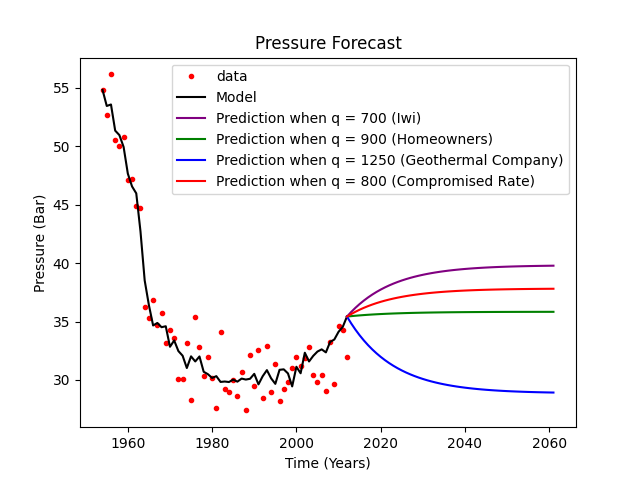 Pressure Forecast
data
Model
Prediction when q = 700 (Iwi)
Prediction when q = 900 (Homeowners)
Prediction when q = 1250 (Geothermal Company)
Prediction when q = 800 (Compromised Rate)
55
50
45
40
35
30
Pressure (Bar)
1960 1980 2000 2020 2040 2060
Time (Years)